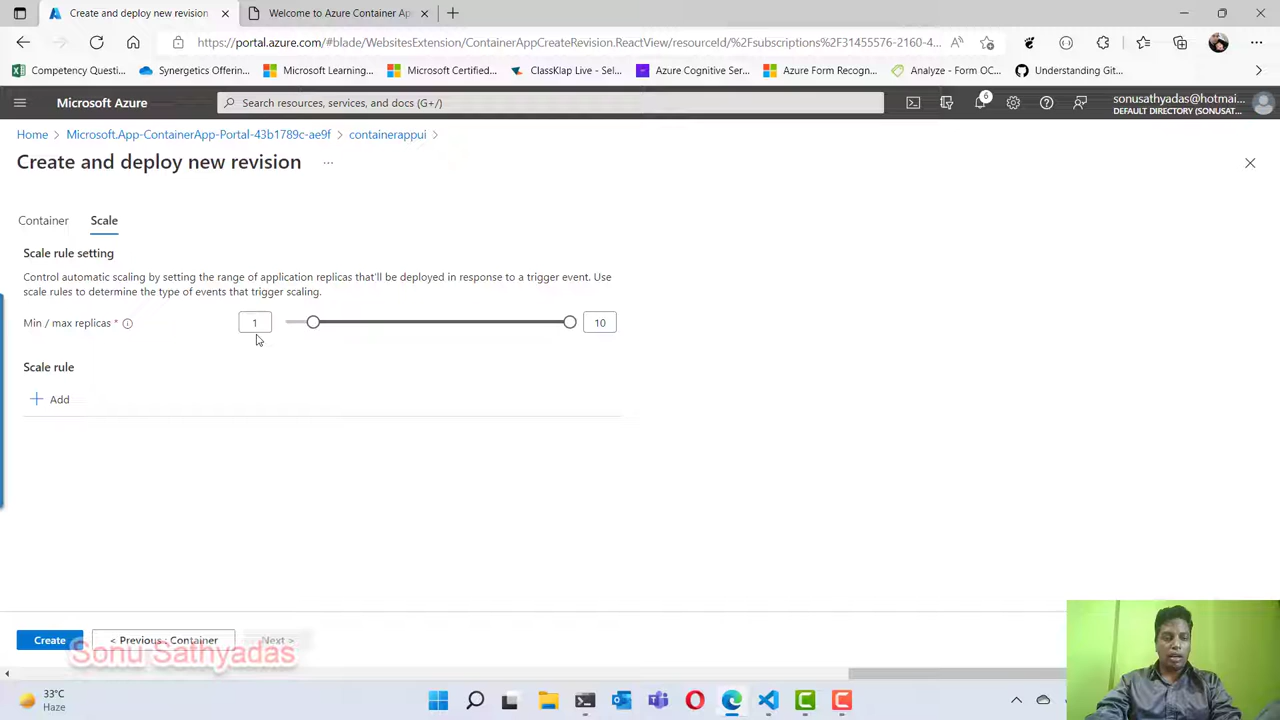 Create and deploy new revision
Welcome to Azure Container Ap
https://portal.azure.com/#blade/WebsitesExtension/ContainerAppCreateRevision.ReactView/resourceId/%2Fsubscriptions%2F31455576-2160-4...
Competency Questi...
Synergetics Offerin...
Microsoft Learning...
Microsoft Certified...
ClassKlap Live - Sel...
Azure Cognitive Ser...
Azure Form Recogn...
Analyze - Form OC...
Understanding Git...
Microsoft Azure
Search resources, services, and docs (G+/)
6
sonusathyadas@hotmai...
DEFAULT DIRECTORY (SONUSAT...
Home > Microsoft.App-ContainerApp-Portal-43b1789c-ae9f > containerappui >
Create and deploy new revision ...
Container
Scale
Scale rule setting
Control automatic scaling by setting the range of application replicas that'll be deployed in response to a trigger event. Use
scale rules to determine the type of events that trigger scaling.
Min / max replicas *
1
10
Scale rule
Add
Create
< Previous : Container
Next >
Sonu Sathyadas
33°C
Haze